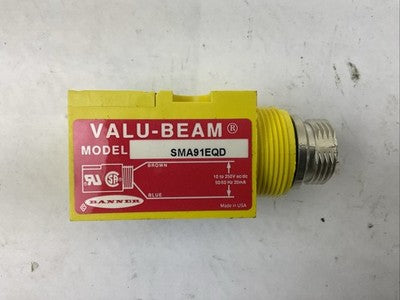 VALU-BEAM®
MODEL SMA91EQD
BROWN
10 to 250V ac dc
50/60 Hz 20mA
BLUE
BANNER ®
Made in USA